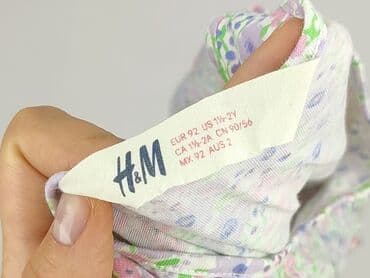 EUR 92 US 1½-2Y
CA 1½-2A CN 90/56
MX 92 AUS 2
H&M